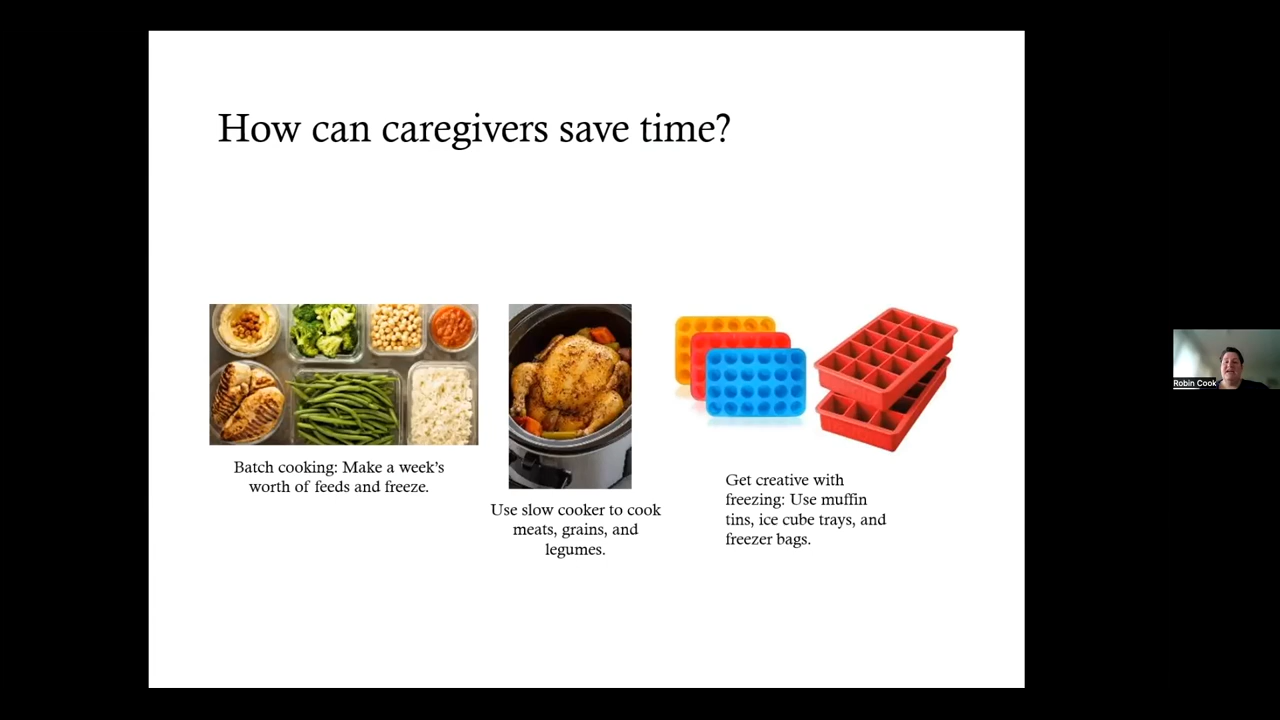 How can caregivers save time?
Batch cooking: Make a week's
worth of feeds and freeze.
Use slow cooker to cook
meats, grains, and
legumes.
Get creative with
freezing: Use muffin
tins, ice cube trays, and
freezer bags.
Robin Cook